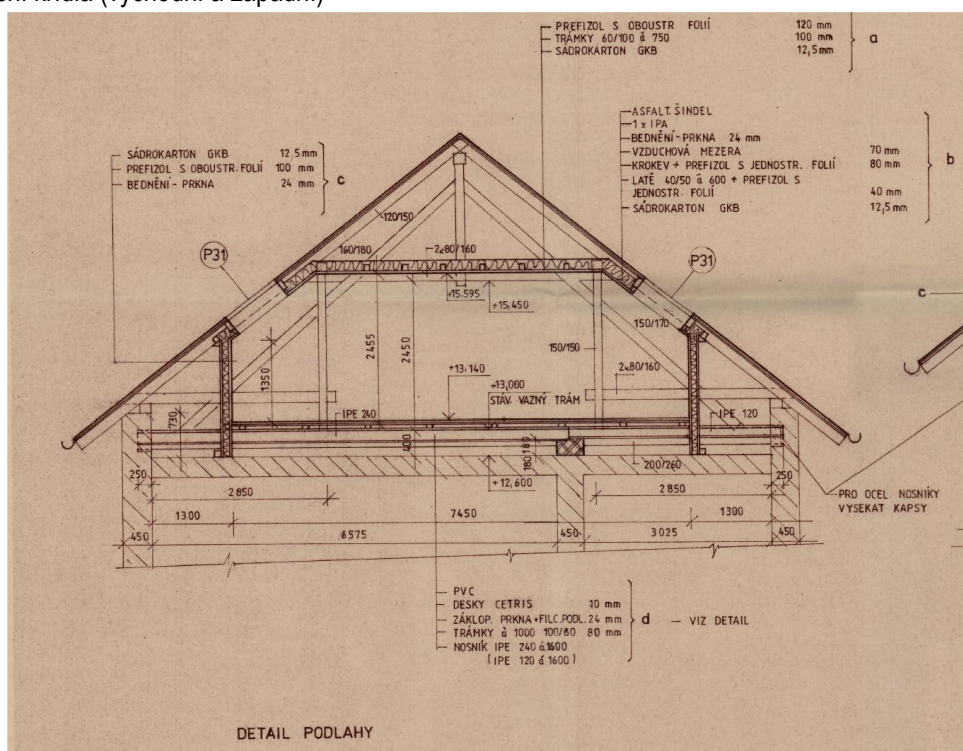 PREFIZOL S OBOUSTR FOLIÍ 120 mm
TRÁMKY 60/100 à 750 100 mm
SÁDROKARTON GKB 12,5mm
a
ASFALT. ŠINDEL
1 x IPA
BEDNĚNÍ-PRKNA 24 mm
VZDUCHOVÁ MEZERA 70 mm
KROKEV + PREFIZOL S JEDNOSTR. FOLIÍ 80 mm
LATĚ 40/50 à 600 + PREFIZOL S
JEDNOSTR. FOLIÍ 40 mm
SÁDROKARTON GKB 12,5 mm
b
SÁDROKARTON GKB 12,5mm
PREFIZOL S OBOUSTR. FOLIÍ 100 mm
BEDNĚNÍ-PRKNA 24 mm
c
120/150
160/180
2x80/160
P31
P31
+15,595
+15,450
c
150/170
150/150
2x80/160
1350
2455
2450
+13,140
+13,060
STÁV. VAZNÝ TRÁM
730
IPE 240
IPE 120
400
180
180
200/260
+12,600
250
250
2850
2850
PRO OCEL NOSNÍKY
VYSEKAT KAPSY
1300
7450
1300
450
6575
450
3025
450
PVC
DESKY CETRIS 10 mm
ZÁKLOP. PRKNA+FILC.PODL. 24 mm
TRÁMKY à 1000 100/80 80 mm
NOSNÍK IPE 240 à 1600
(IPE 120 à 1600)
d - VIZ DETAIL
DETAIL PODLAHY